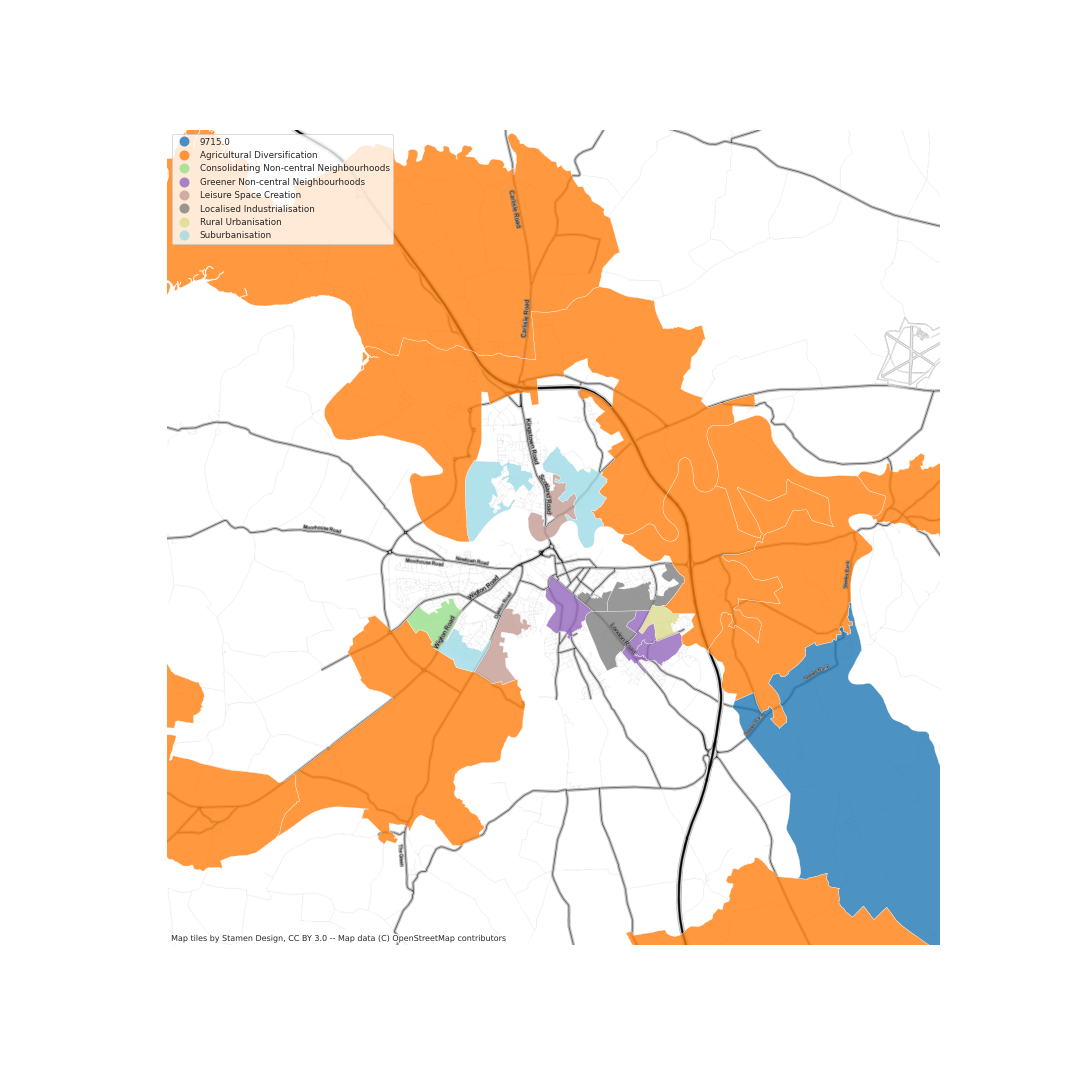 9715.0
Agricultural Diversification
Consolidating Non-central Neighbourhoods
Greener Non-central Neighbourhoods
Leisure Space Creation
Localised Industrialisation
Rural Urbanisation
Suburbanisation
Carlisle Road
Carlisle Road
Kingstown Road
Scotland Road
Moorhouse Road
Moorhouse Road
Newtown Road
Wigton Road
Dalston Road
Wigton Road
London Road
The Green
Map tiles by Stamen Design, CC BY 3.0 -- Map data (C) OpenStreetMap contributors